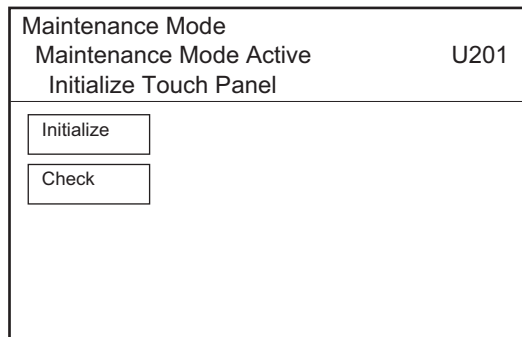 Maintenance Mode
Maintenance Mode Active U201
Initialize Touch Panel
Initialize
Check